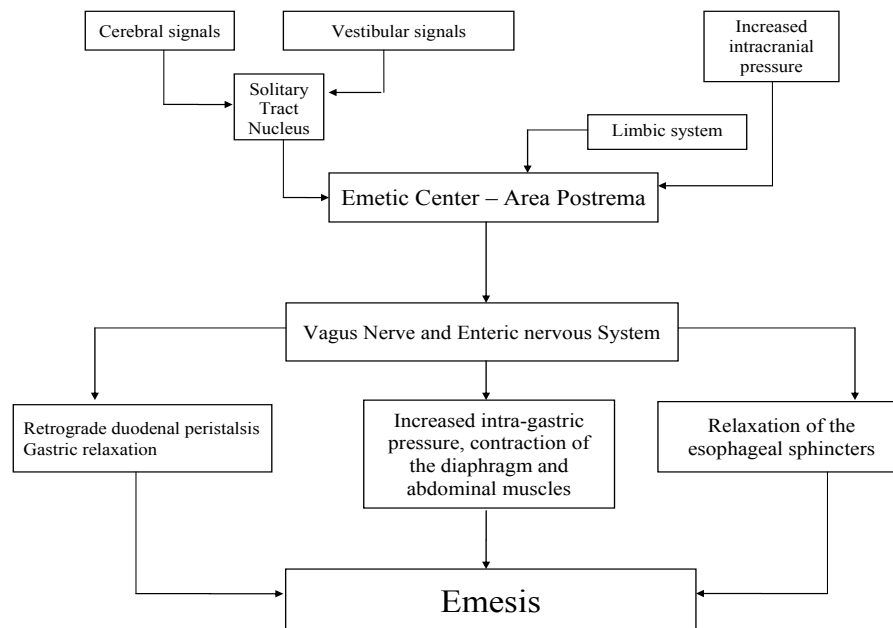 Cerebral signals
Vestibular signals
Increased
intracranial
pressure
Solitary
Tract
Nucleus
Limbic system
Emetic Center – Area Postrema
Vagus Nerve and Enteric nervous System
Retrograde duodenal peristalsis
Gastric relaxation
Increased intra-gastric
pressure, contraction of
the diaphragm and
abdominal muscles
Relaxation of the
esophageal sphincters
Emesis